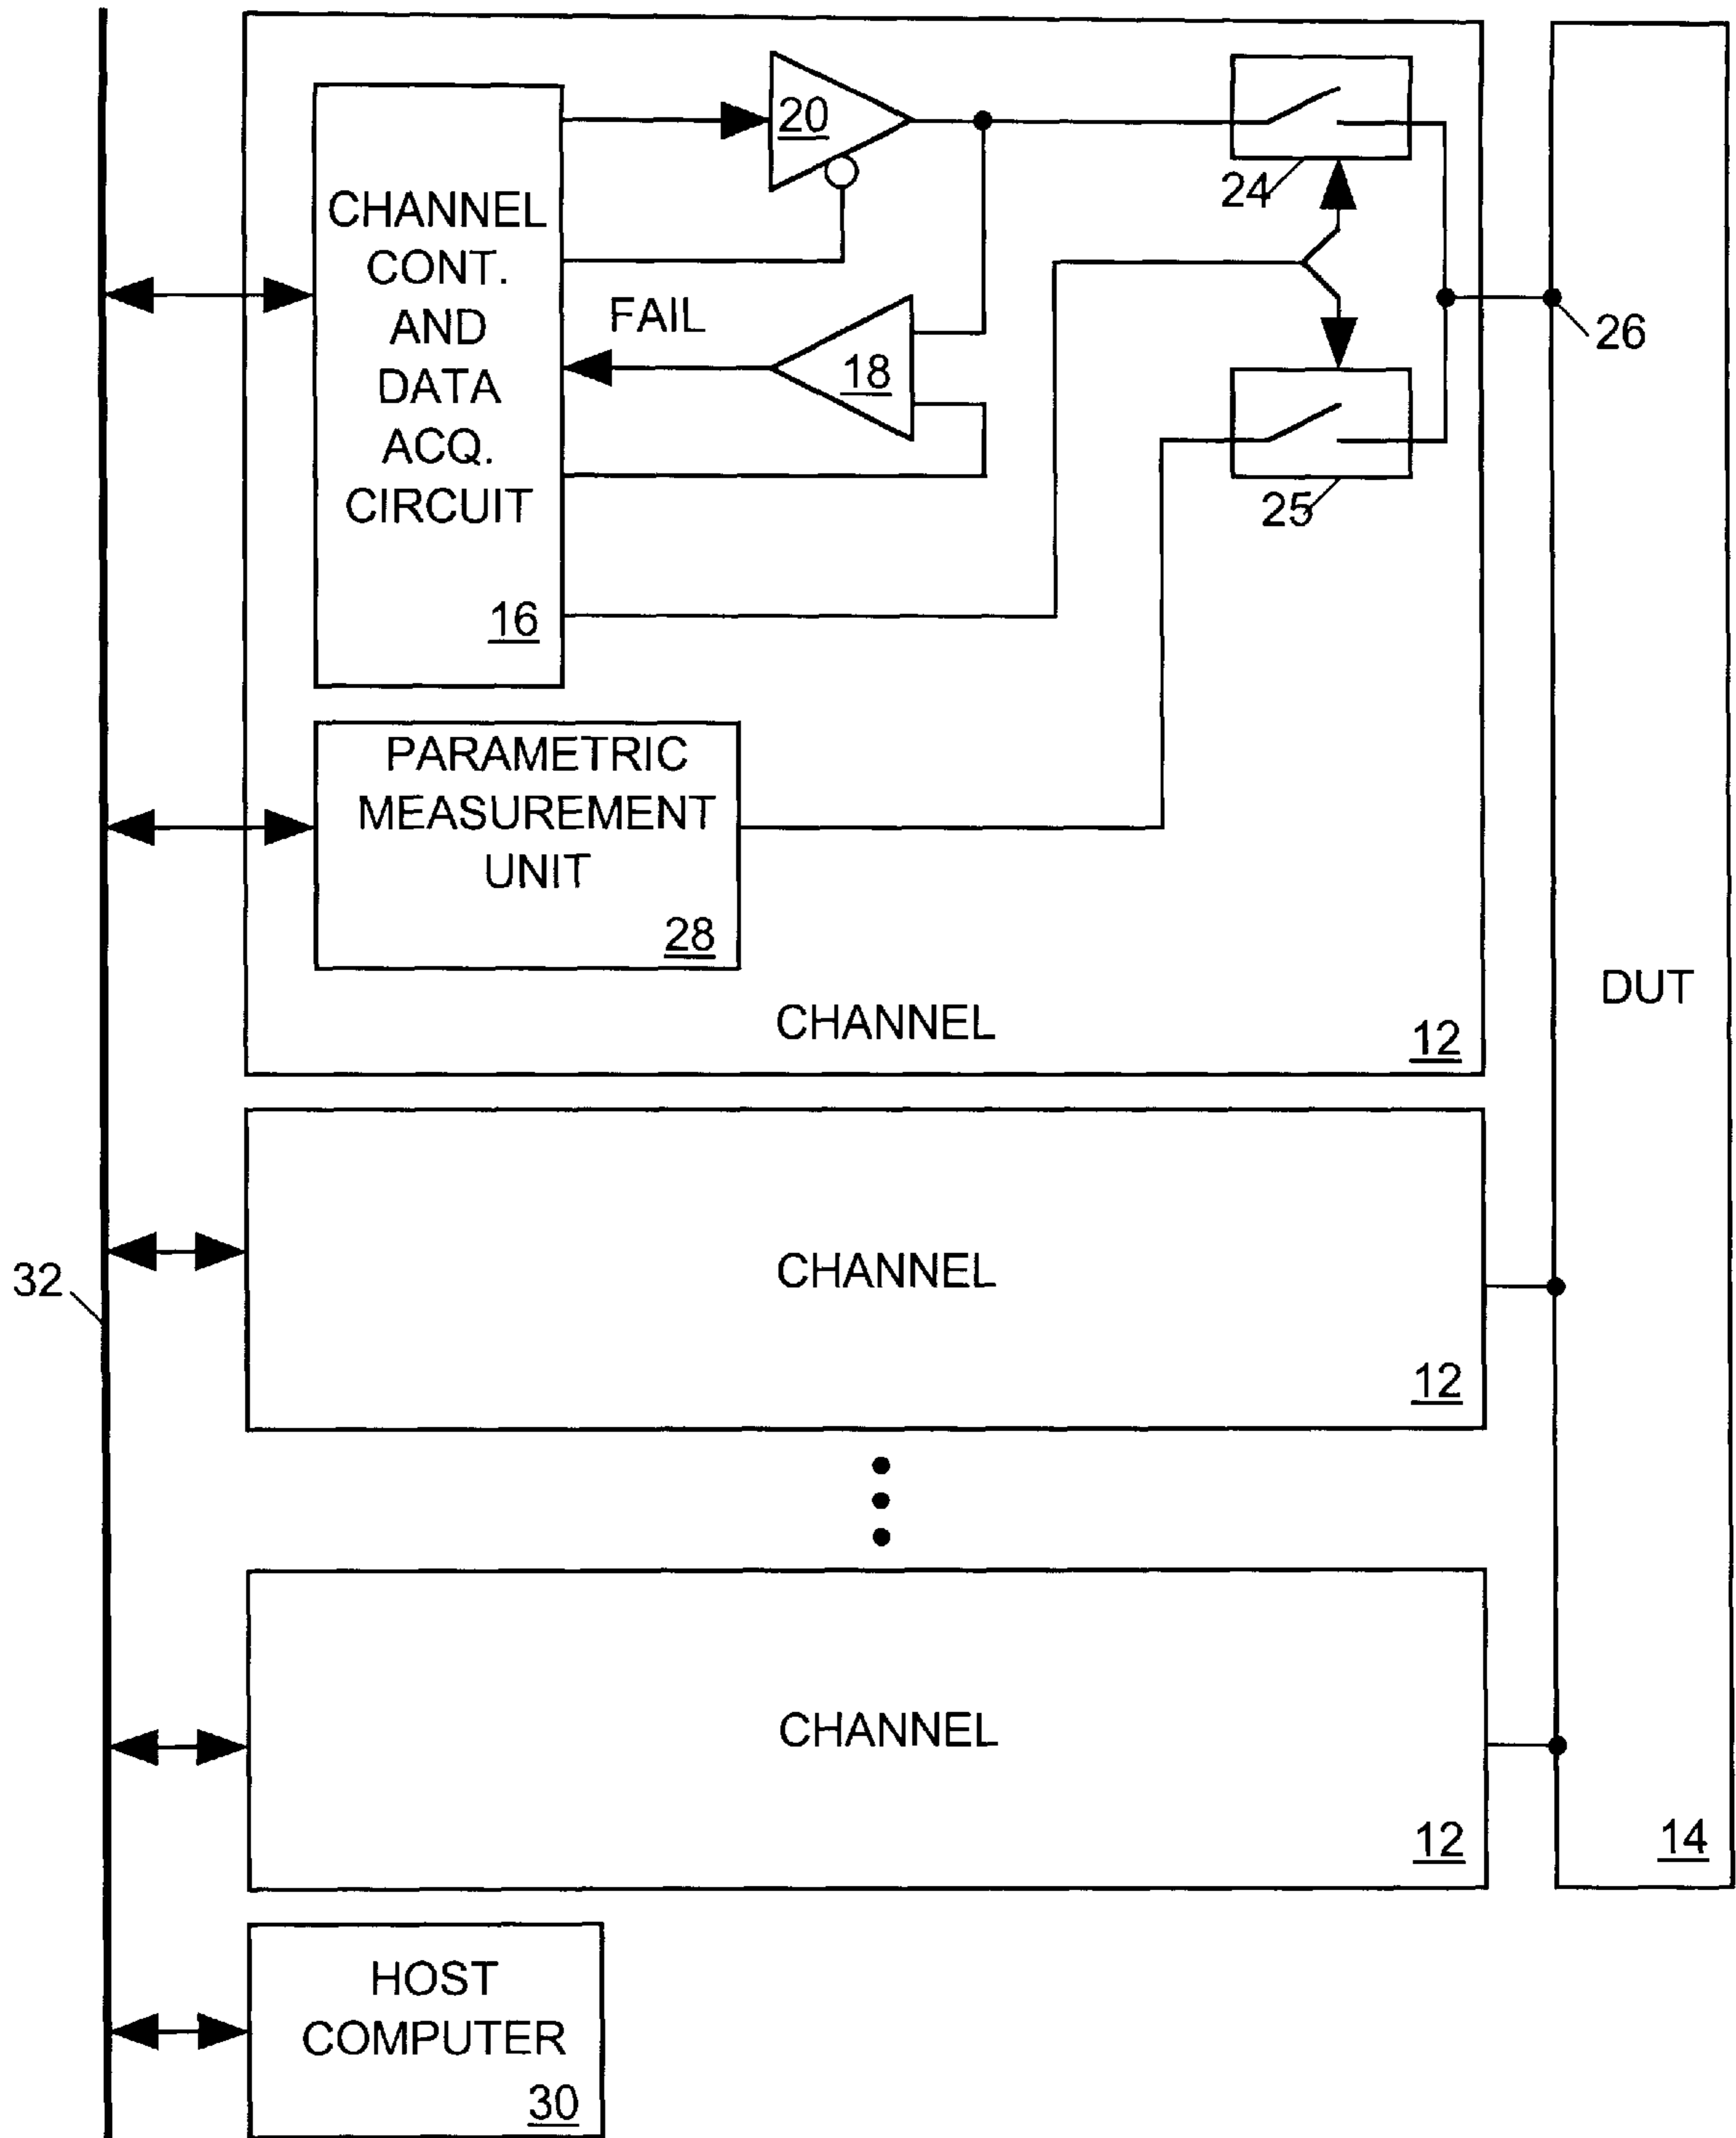 20
CHANNEL
CONT.
AND
DATA
ACQ.
CIRCUIT
16
FAIL
18
24
25
26
PARAMETRIC
MEASUREMENT
UNIT
28
CHANNEL
12
DUT
CHANNEL
12
32
CHANNEL
12
14
HOST
COMPUTER
30